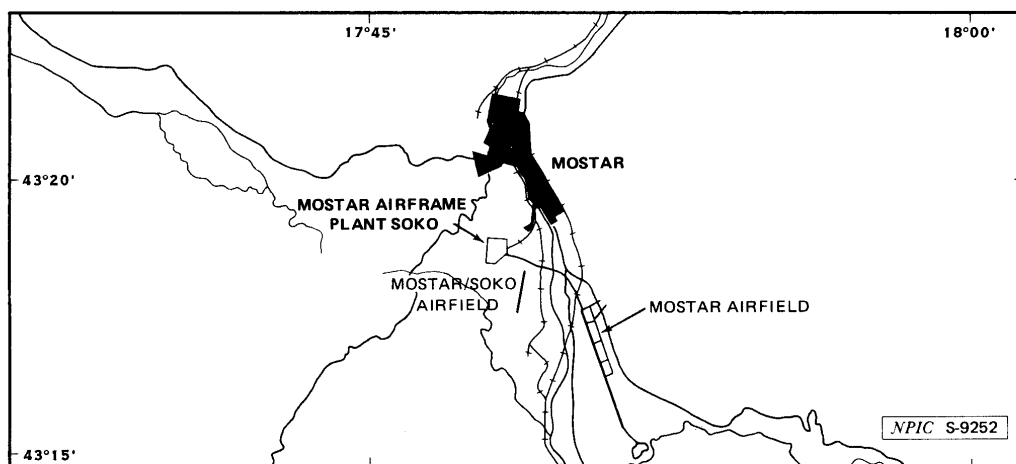 17°45'
18°00'
MOSTAR
43°20'
MOSTAR AIRFRAME
PLANT SOKO
MOSTAR/SOKO
AIRFIELD
MOSTAR AIRFIELD
NPIC S-9252
43°15'